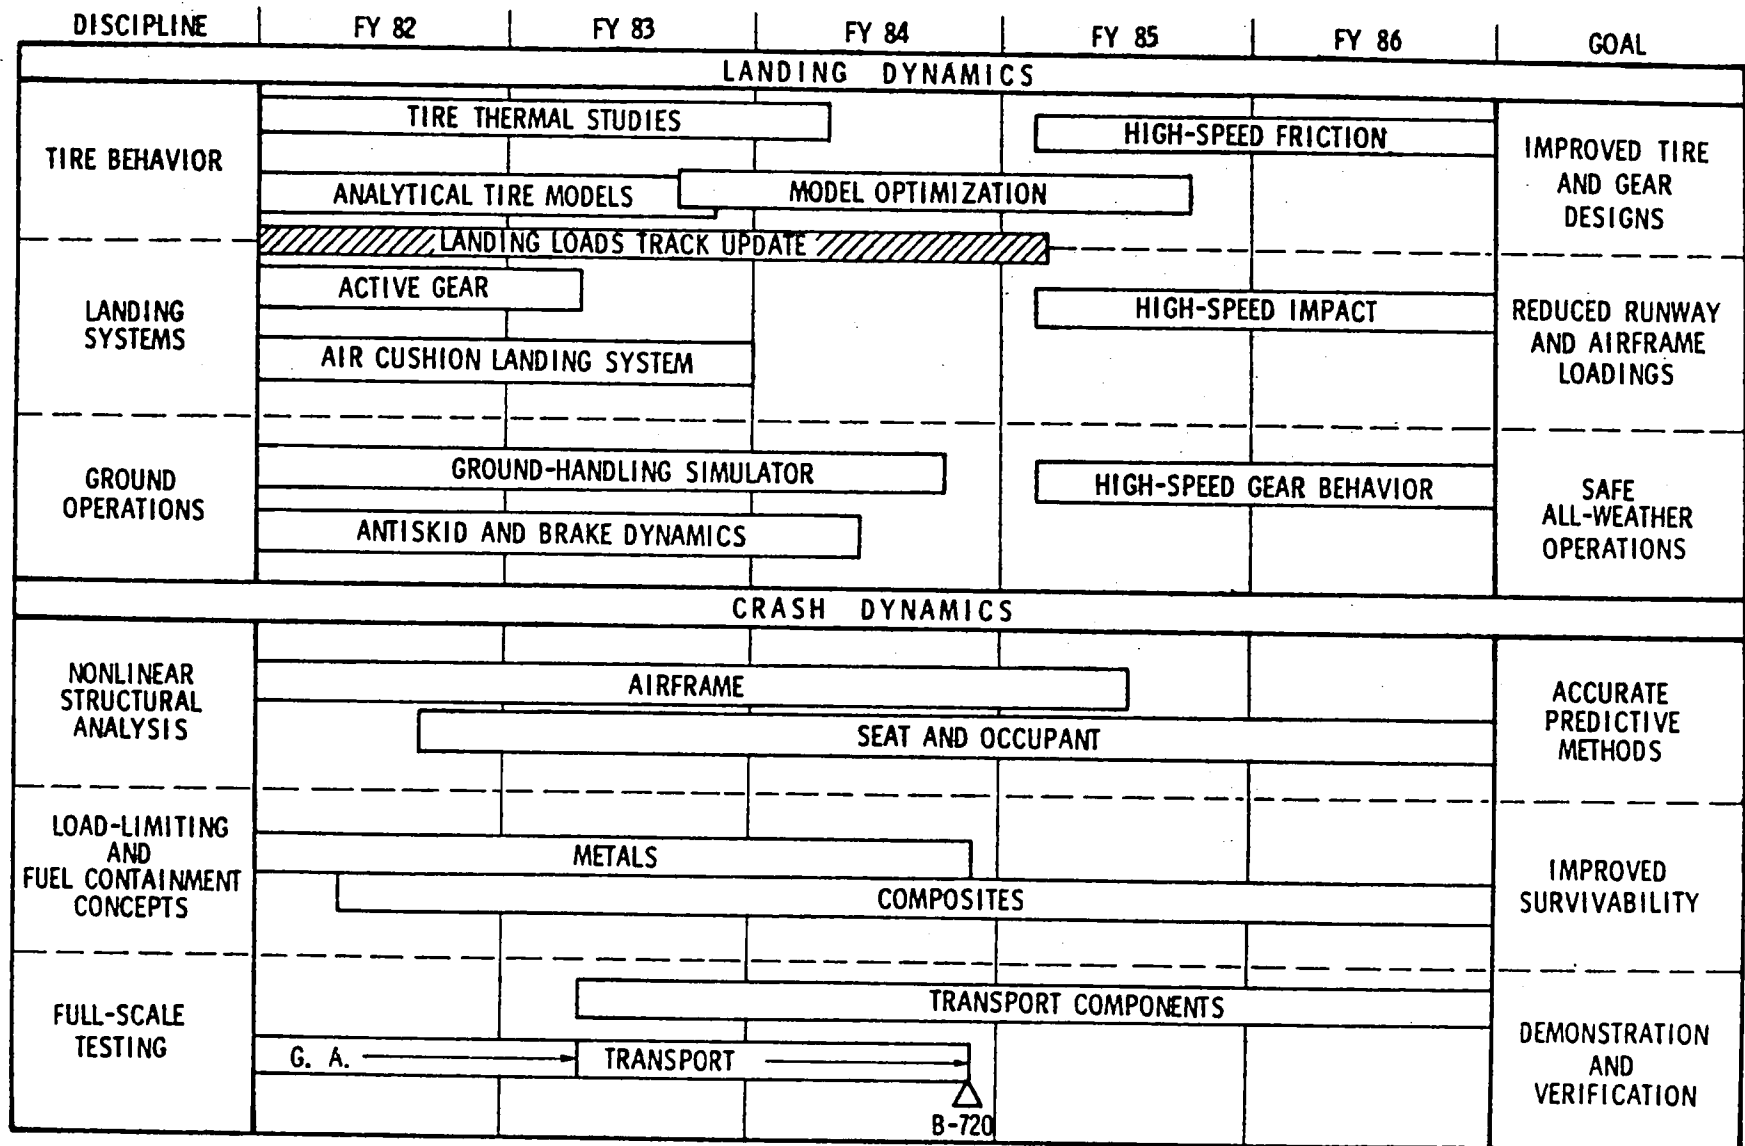 DISCIPLINE FY 82 FY 83 FY 84 FY 85 FY 86 GOAL
LANDING DYNAMICS
TIRE BEHAVIOR
TIRE THERMAL STUDIES
HIGH-SPEED FRICTION
ANALYTICAL TIRE MODELS
MODEL OPTIMIZATION
IMPROVED TIRE
AND GEAR
DESIGNS
LANDING LOADS TRACK UPDATE
LANDING
SYSTEMS
ACTIVE GEAR
HIGH-SPEED IMPACT
AIR CUSHION LANDING SYSTEM
REDUCED RUNWAY
AND AIRFRAME
LOADINGS
GROUND
OPERATIONS
GROUND-HANDLING SIMULATOR
HIGH-SPEED GEAR BEHAVIOR
ANTISKID AND BRAKE DYNAMICS
SAFE
ALL-WEATHER
OPERATIONS
CRASH DYNAMICS
NONLINEAR
STRUCTURAL
ANALYSIS
AIRFRAME
SEAT AND OCCUPANT
ACCURATE
PREDICTIVE
METHODS
LOAD-LIMITING
AND
FUEL CONTAINMENT
CONCEPTS
METALS
COMPOSITES
IMPROVED
SURVIVABILITY
FULL-SCALE
TESTING
TRANSPORT COMPONENTS
G. A. TRANSPORT
B-720
DEMONSTRATION
AND
VERIFICATION